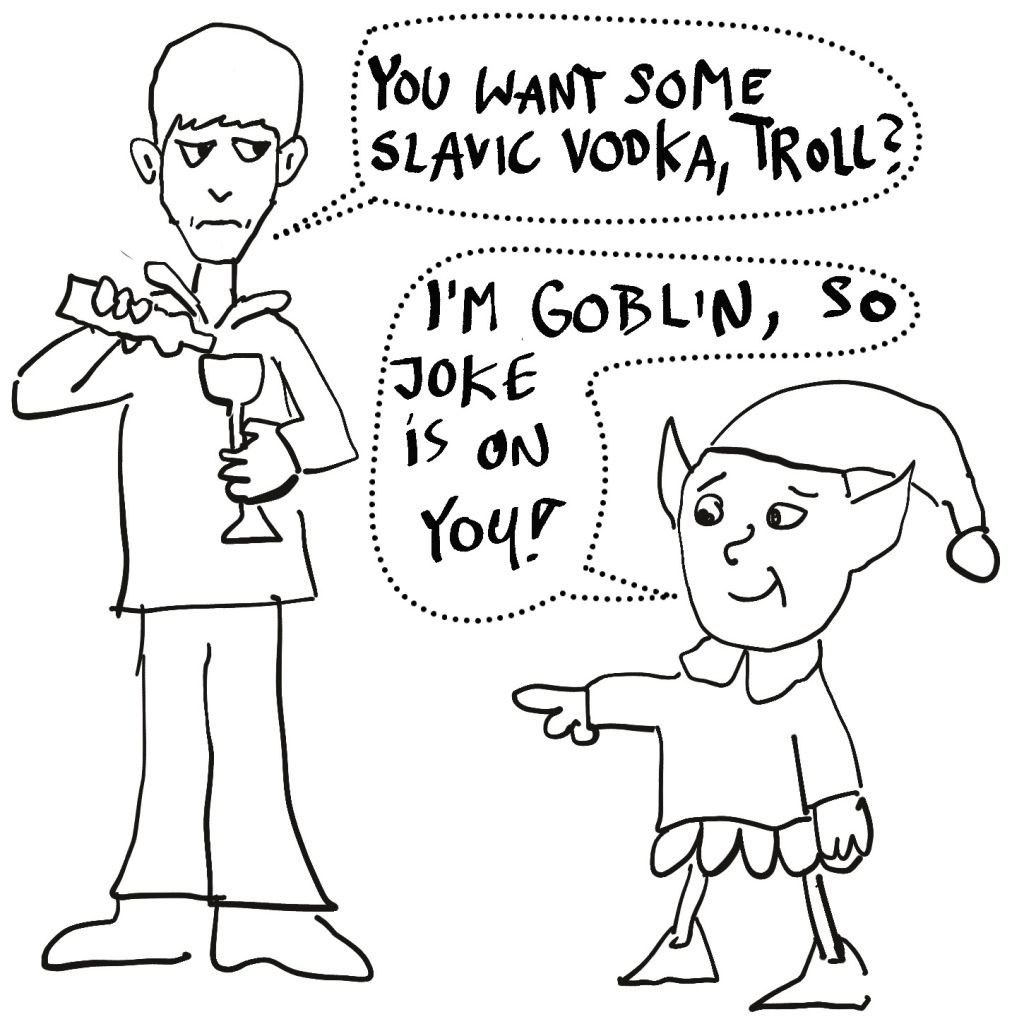 YOU WANT SOME
SLAVIC VODKA, TROLL?
I'M GOBLIN, SO
JOKE
IS ON
YOU!